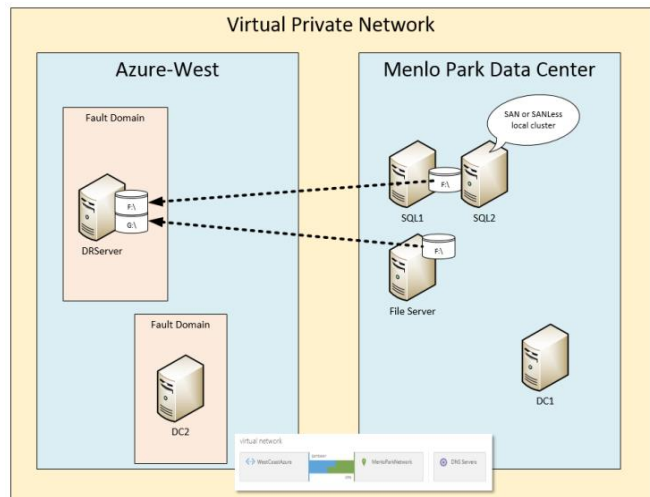 Virtual Private Network
Azure-West
Menlo Park Data Center
Fault Domain
F:\
G:\
DRServer
Fault Domain
DC2
SAN or SANLess
local cluster
F:\
SQL1
SQL2
F:\
File Server
DC1
virtual network
WestCoastAzure
MenloParkNetwork
DNS Servers